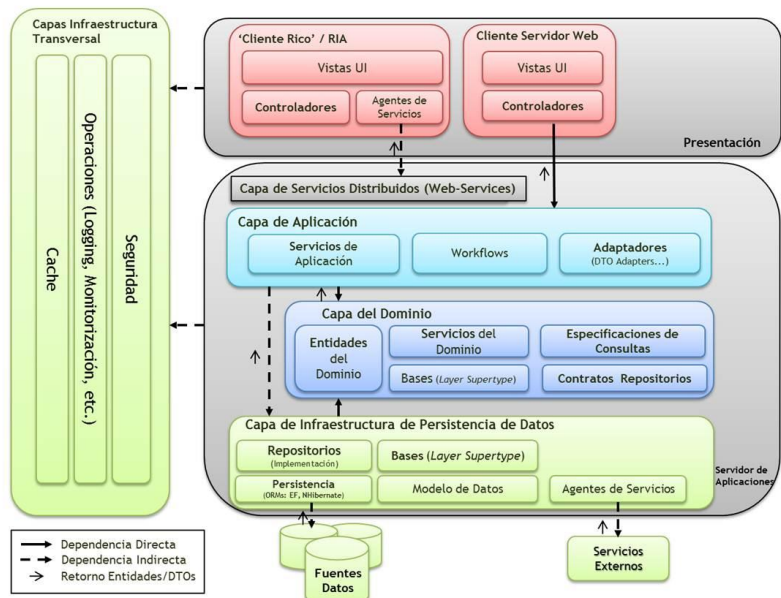 Capas Infraestructura
Transversal
Cache
Operaciones (Logging, Monitorización, etc.)
Seguridad
‘Cliente Rico’ / RIA
Vistas UI
Controladores
Agentes de
Servicios
Cliente Servidor Web
Vistas UI
Controladores
Presentación
Capa de Servicios Distribuidos (Web-Services)
Capa de Aplicación
Servicios de
Aplicación
Workflows
Adaptadores
(DTO Adapters...)
Capa del Dominio
Entidades
del
Dominio
Servicios del
Dominio
Especificaciones de
Consultas
Bases (Layer Supertype)
Contratos Repositorios
Capa de Infraestructura de Persistencia de Datos
Repositorios
(Implementación)
Bases (Layer Supertype)
Persistencia
(ORMs: EF, NHibernate)
Modelo de Datos
Agentes de Servicios
Servidor de
Aplicaciones
Fuentes
Datos
Servicios
Externos
Dependencia Directa
Dependencia Indirecta
Retorno Entidades/DTOs